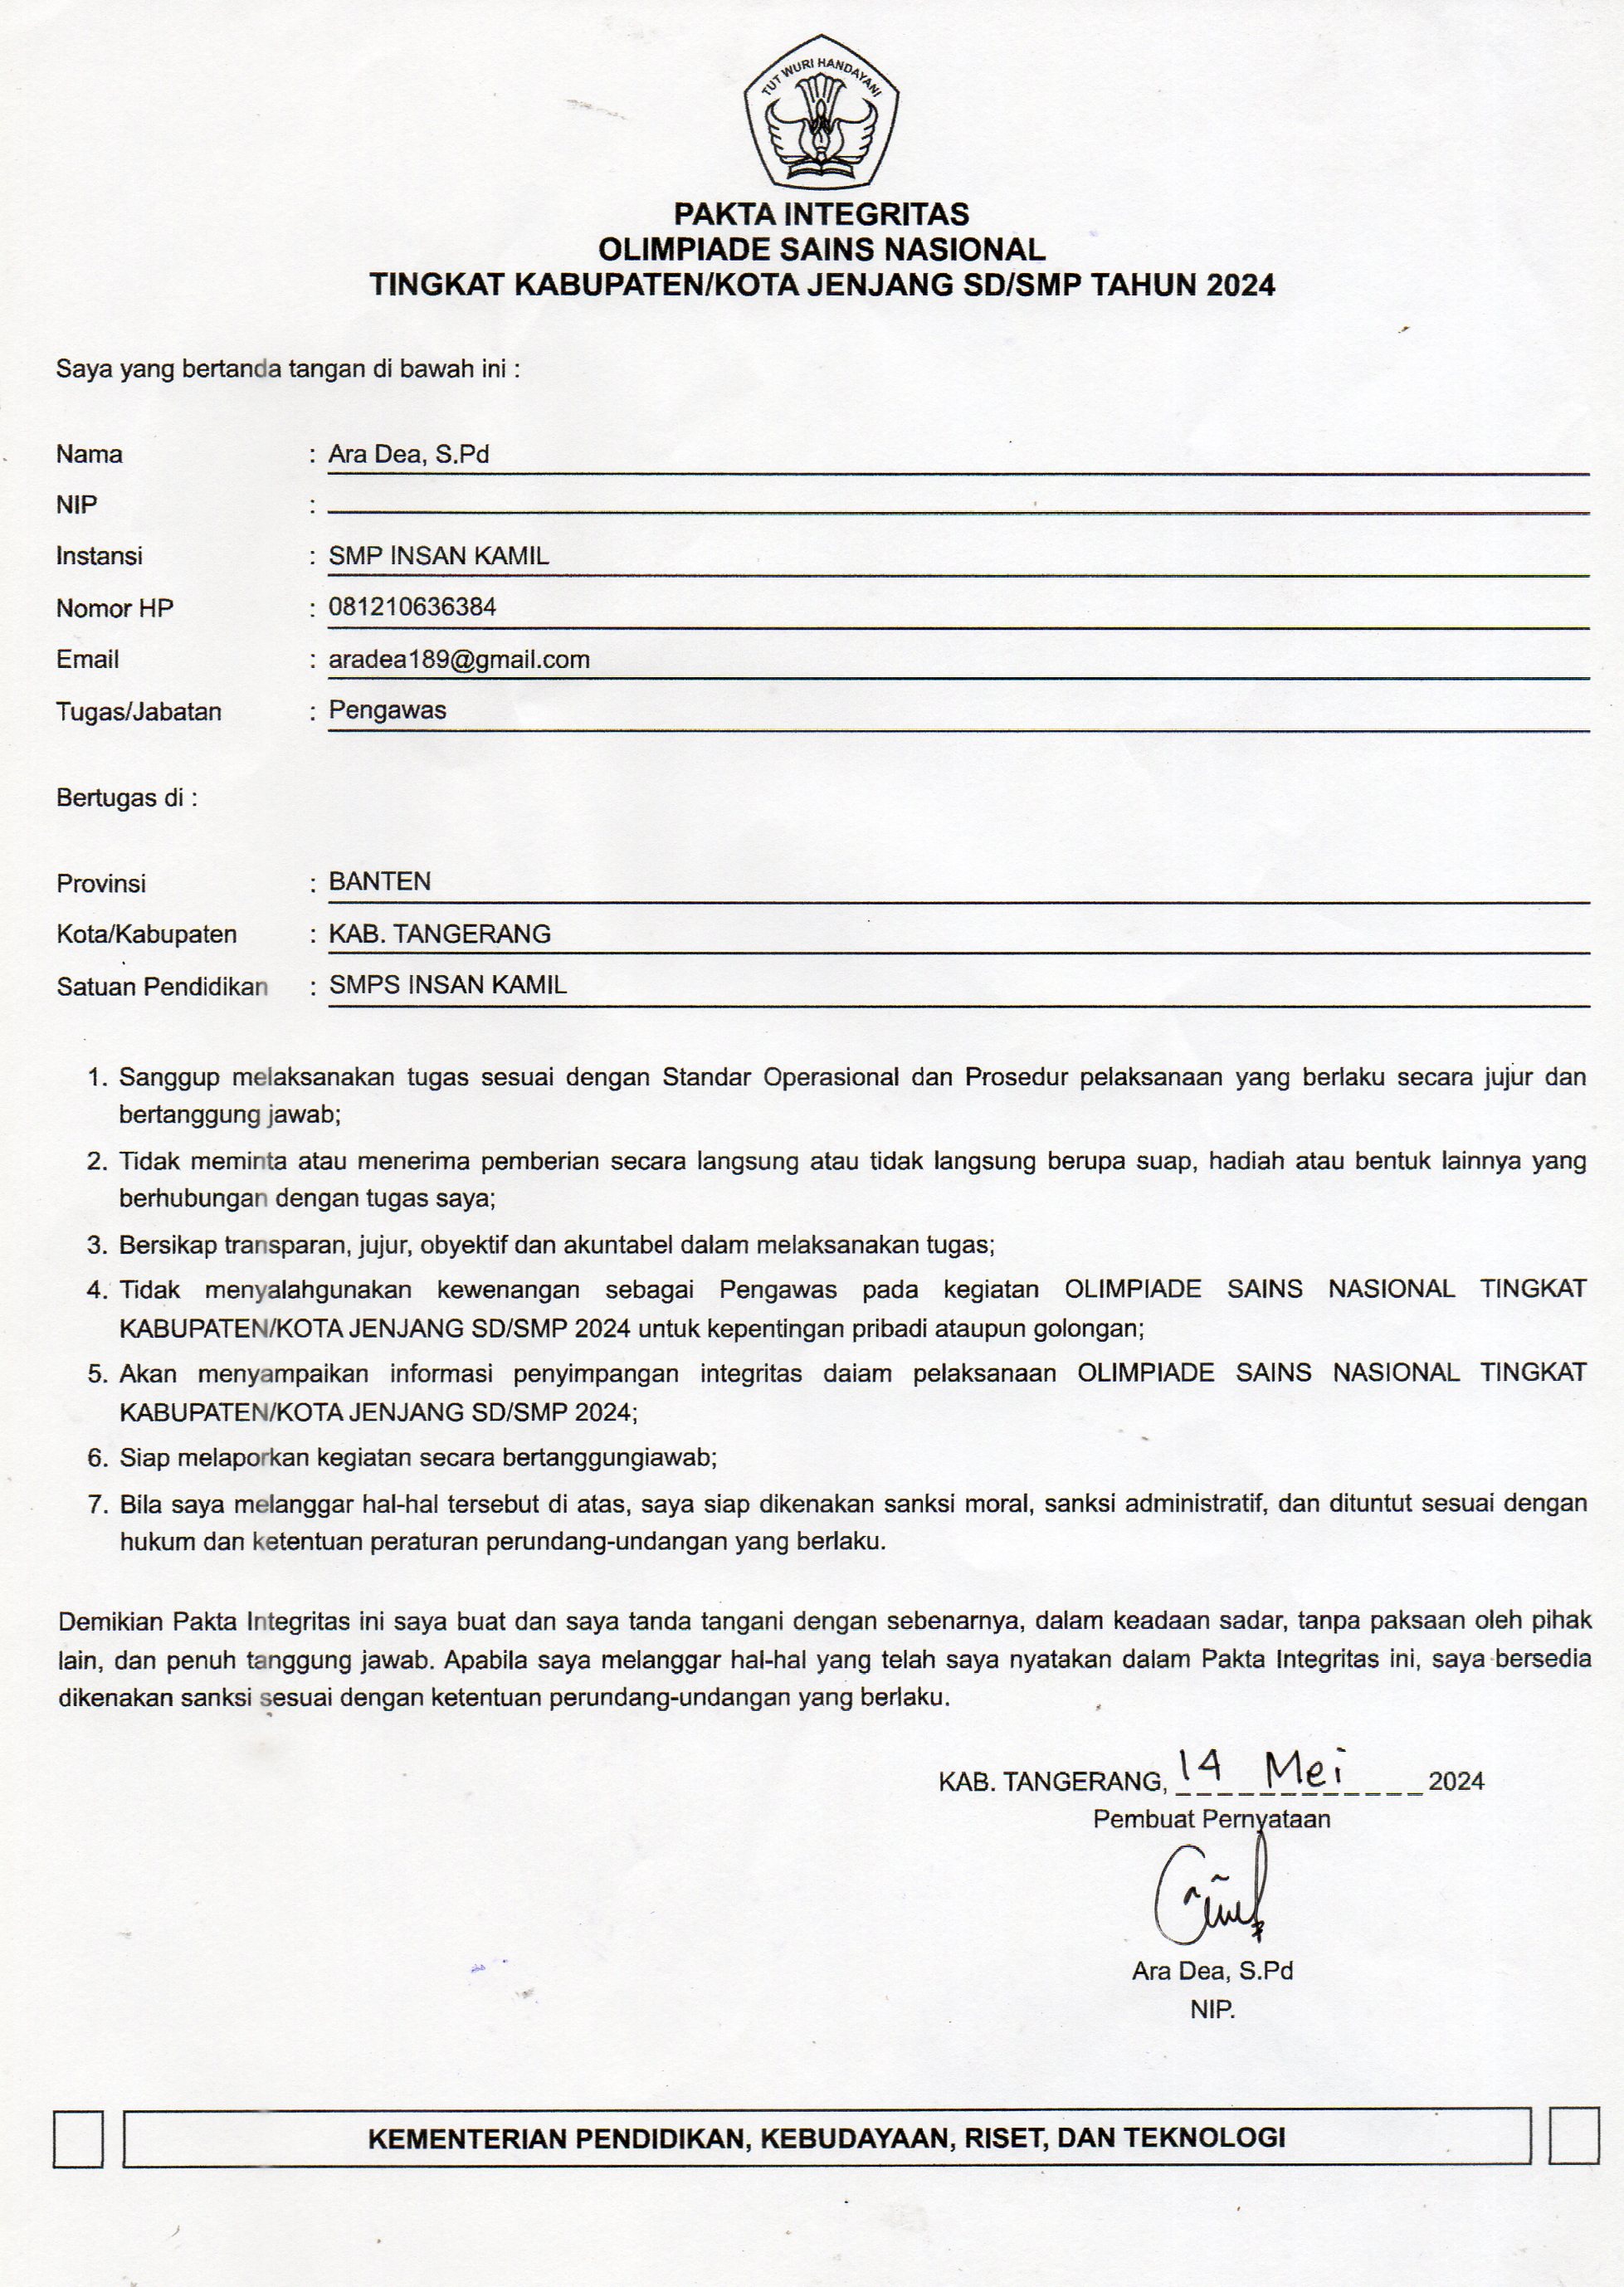 TUT WURI HANDAYANI
PAKTA INTEGRITAS
OLIMPIADE SAINS NASIONAL
TINGKAT KABUPATEN/KOTA JENJANG SD/SMP TAHUN 2024
Saya yang bertanda tangan di bawah ini :
Nama : Ara Dea, S.Pd
NIP :
Instansi : SMP INSAN KAMIL
Nomor HP : 081210636384
Email : aradea189@gmail.com
Tugas/Jabatan : Pengawas
Bertugas di :
Provinsi : BANTEN
Kota/Kabupaten : KAB. TANGERANG
Satuan Pendidikan : SMPS INSAN KAMIL
1. Sanggup melaksanakan tugas sesuai dengan Standar Operasional dan Prosedur pelaksanaan yang berlaku secara jujur dan
bertanggung jawab;
2. Tidak meminta atau menerima pemberian secara langsung atau tidak langsung berupa suap, hadiah atau bentuk lainnya yang
berhubungan dengan tugas saya;
3. Bersikap transparan, jujur, obyektif dan akuntabel dalam melaksanakan tugas;
4. Tidak menyalahgunakan kewenangan sebagai Pengawas pada kegiatan OLIMPIADE SAINS NASIONAL TINGKAT
KABUPATEN/KOTA JENJANG SD/SMP 2024 untuk kepentingan pribadi ataupun golongan;
5. Akan menyampaikan informasi penyimpangan integritas daiam pelaksanaan OLIMPIADE SAINS NASIONAL TINGKAT
KABUPATEN/KOTA JENJANG SD/SMP 2024;
6. Siap melaporkan kegiatan secara bertanggungiawab;
7. Bila saya melanggar hal-hal tersebut di atas, saya siap dikenakan sanksi moral, sanksi administratif, dan dituntut sesuai dengan
hukum dan ketentuan peraturan perundang-undangan yang berlaku.
Demikian Pakta Integritas ini saya buat dan saya tanda tangani dengan sebenarnya, dalam keadaan sadar, tanpa paksaan oleh pihak
lain, dan penuh tanggung jawab. Apabila saya melanggar hal-hal yang telah saya nyatakan dalam Pakta Integritas ini, saya bersedia
dikenakan sanksi sesuai dengan ketentuan perundang-undangan yang berlaku.
KAB. TANGERANG, 14 Mei 2024
Pembuat Pernyataan
Ara Dea, S.Pd
NIP.
KEMENTERIAN PENDIDIKAN, KEBUDAYAAN, RISET, DAN TEKNOLOGI